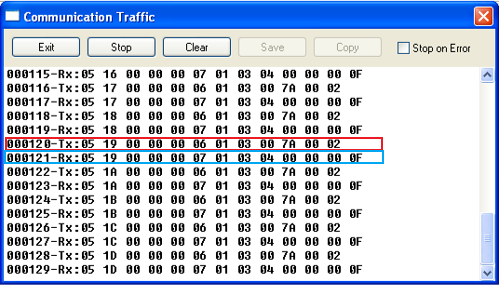 Communication Traffic
Exit Stop Clear Save Copy Stop on Error
000115-Rx:05 16 00 00 00 07 01 03 04 00 00 00 0F
000116-Tx:05 17 00 00 00 06 01 03 00 7A 00 02
000117-Rx:05 17 00 00 00 07 01 03 04 00 00 00 0F
000118-Tx:05 18 00 00 00 06 01 03 00 7A 00 02
000119-Rx:05 18 00 00 00 07 01 03 04 00 00 00 0F
000120-Tx:05 19 00 00 00 06 01 03 00 7A 00 02
000121-Rx:05 19 00 00 00 07 01 03 04 00 00 00 0F
000122-Tx:05 1A 00 00 00 06 01 03 00 7A 00 02
000123-Rx:05 1A 00 00 00 07 01 03 04 00 00 00 0F
000124-Tx:05 1B 00 00 00 06 01 03 00 7A 00 02
000125-Rx:05 1B 00 00 00 07 01 03 04 00 00 00 0F
000126-Tx:05 1C 00 00 00 06 01 03 00 7A 00 02
000127-Rx:05 1C 00 00 00 07 01 03 04 00 00 00 0F
000128-Tx:05 1D 00 00 00 06 01 03 00 7A 00 02
000129-Rx:05 1D 00 00 00 07 01 03 04 00 00 00 0F